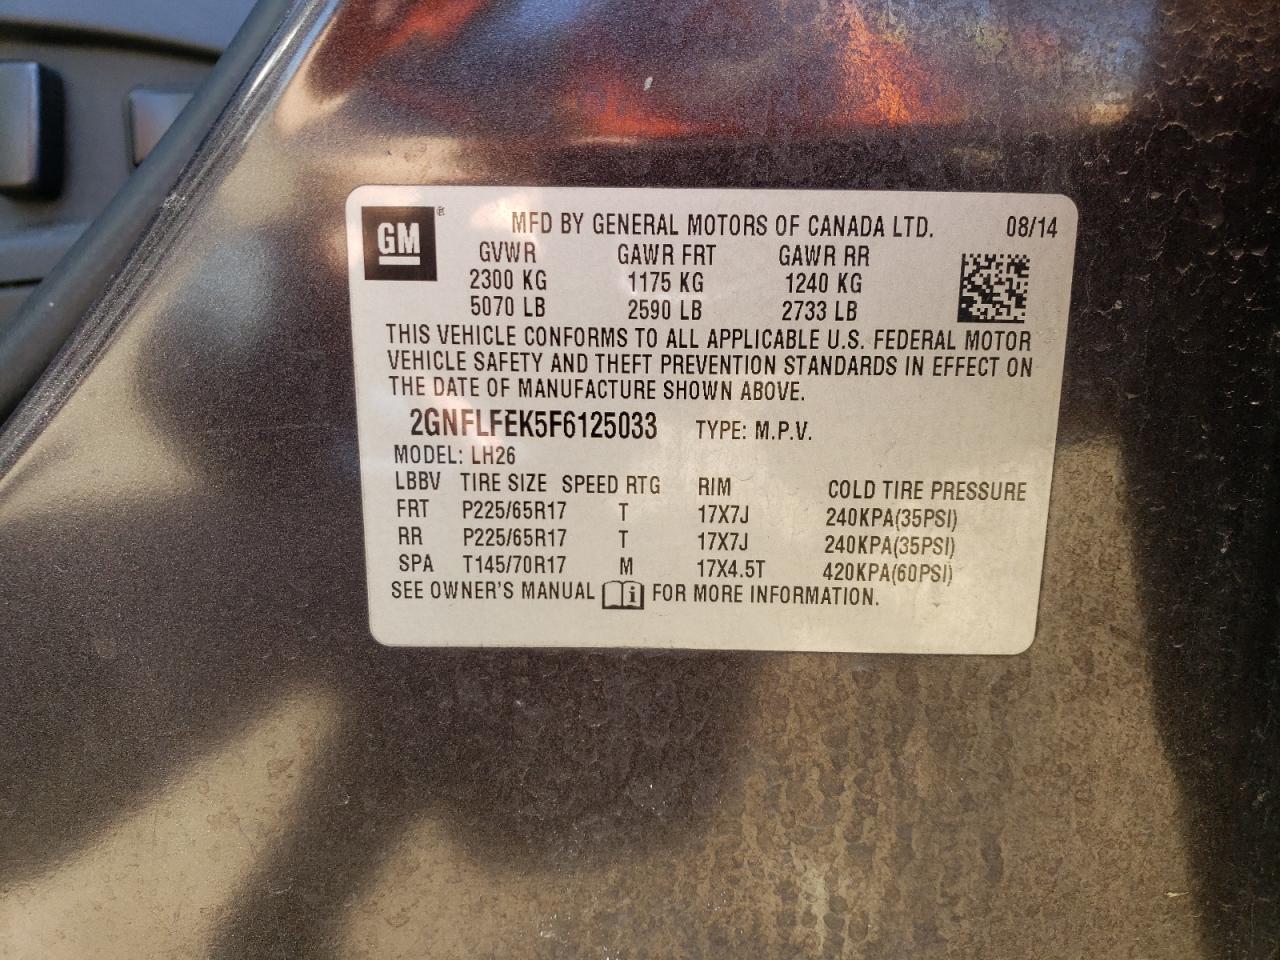 GM ® MFD BY GENERAL MOTORS OF CANADA LTD. 08/14
GVWR GAWR FRT GAWR RR
2300 KG 1175 KG 1240 KG
5070 LB 2590 LB 2733 LB
THIS VEHICLE CONFORMS TO ALL APPLICABLE U.S. FEDERAL MOTOR
VEHICLE SAFETY AND THEFT PREVENTION STANDARDS IN EFFECT ON
THE DATE OF MANUFACTURE SHOWN ABOVE.
2GNFLFEK5F6125033 TYPE: M.P.V.
MODEL: LH26
LBBV TIRE SIZE SPEED RTG RIM COLD TIRE PRESSURE
FRT P225/65R17 T 17X7J 240KPA(35PSI)
RR P225/65R17 T 17X7J 240KPA(35PSI)
SPA T145/70R17 M 17X4.5T 420KPA(60PSI)
SEE OWNER'S MANUAL i FOR MORE INFORMATION.